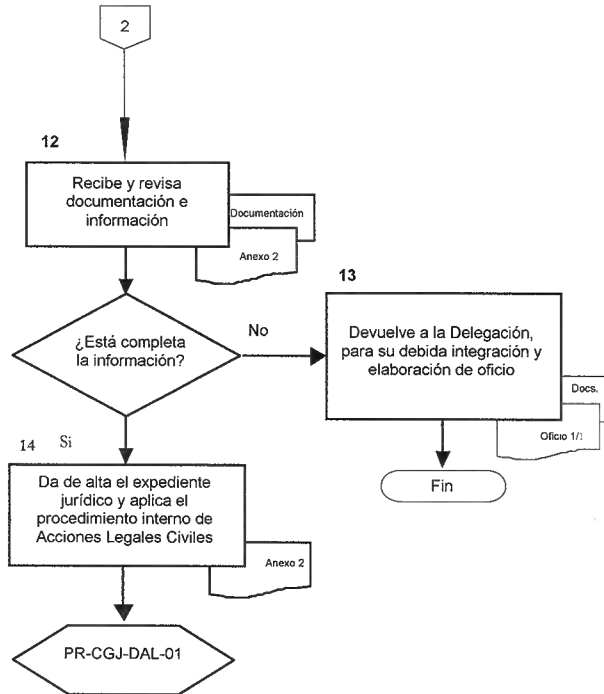 2
12
Recibe y revisa
documentación e
información
Documentación
Anexo 2
¿Está completa
la información?
No
13
Devuelve a la Delegación,
para su debida integración y
elaboración de oficio
Docs.
Oficio 1/1
Fin
14 Si
Da de alta el expediente
jurídico y aplica el
procedimiento interno de
Acciones Legales Civiles
Anexo 2
PR-CGJ-DAL-01